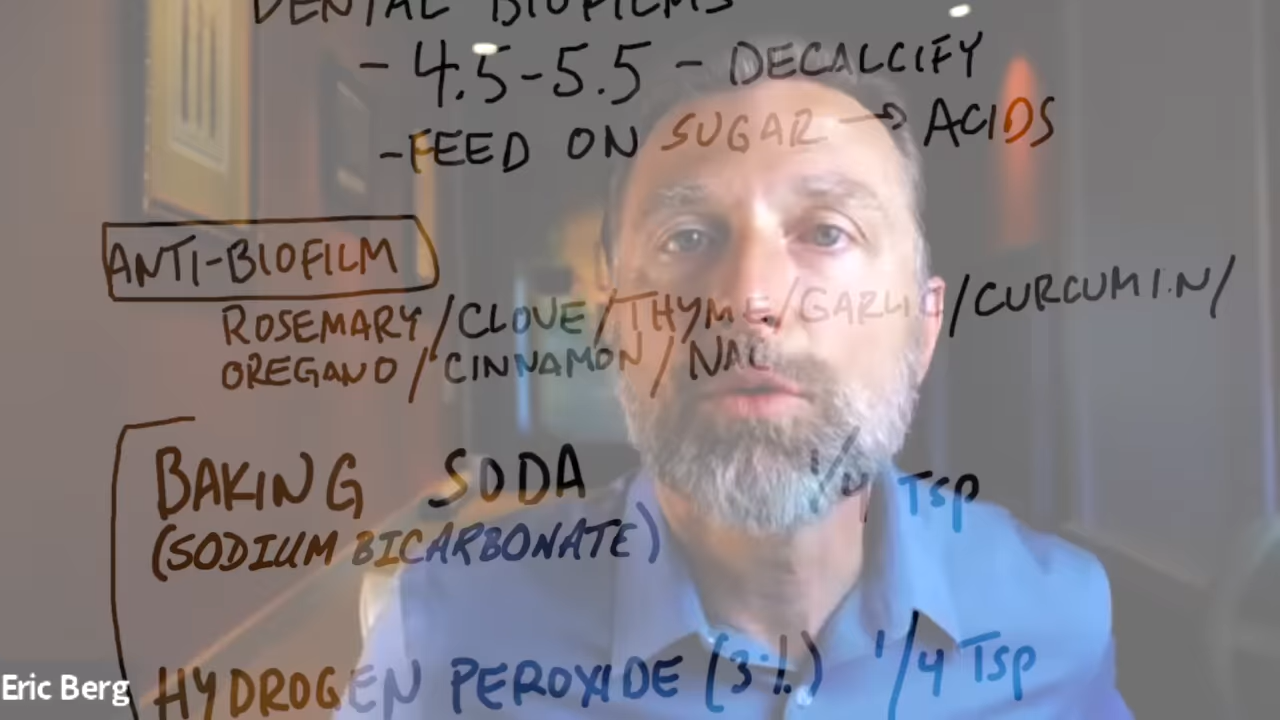 DENTAL BIOFILMS
- 4.5-5.5 - DECALCIFY
-FEED ON SUGAR → ACIDS
ANTI-BIOFILM
ROSEMARY/CLOVE/THYME/GARLIC/CURCUMIN/
OREGANO/CINNAMON/NAC
BAKING SODA 1/4 TSP
(SODIUM BICARBONATE)
HYDROGEN PEROXIDE (3%) 1/4 TSP
Eric Berg